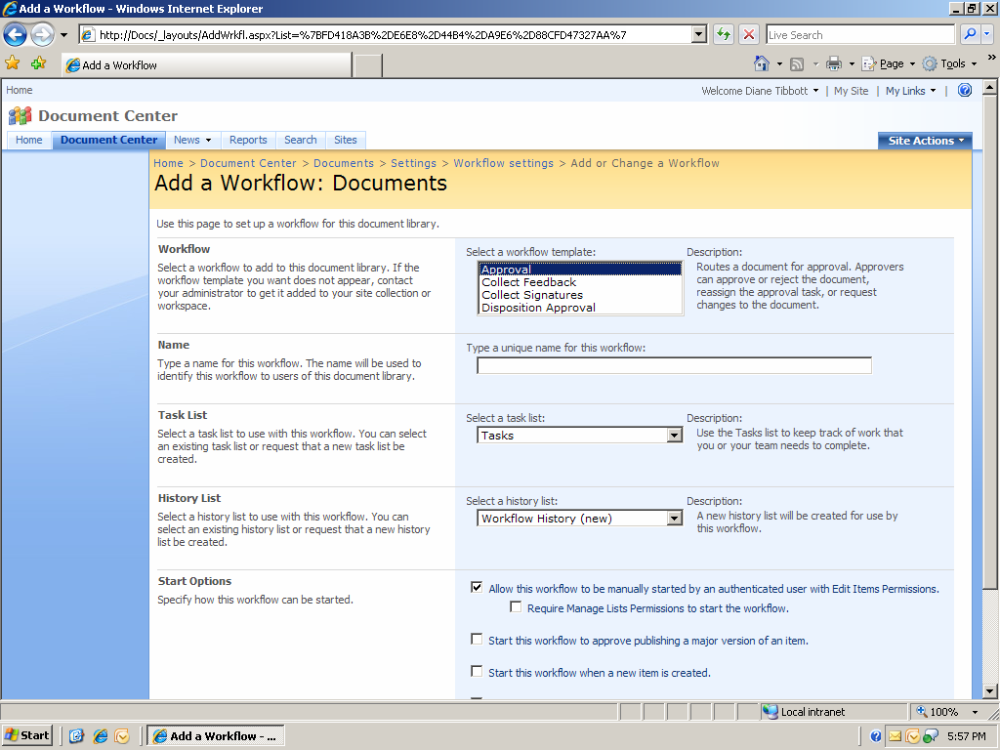 Add a Workflow - Windows Internet Explorer
http://Docs/_layouts/AddWrkfl.aspx?List=%7BFD418A3B%2DE6E8%2D44B4%2DA9E6%2D88CFD47327AA%7
Live Search
Add a Workflow
Page
Tools
Home
Welcome Diane Tibbott
My Site
My Links
Document Center
Home
Document Center
News
Reports
Search
Sites
Site Actions
Home > Document Center > Documents > Settings > Workflow settings > Add or Change a Workflow
Add a Workflow: Documents
Use this page to set up a workflow for this document library.
Workflow
Select a workflow to add to this document library. If the
workflow template you want does not appear, contact
your administrator to get it added to your site collection or
workspace.
Select a workflow template:
Approval
Collect Feedback
Collect Signatures
Disposition Approval
Description:
Routes a document for approval. Approvers
can approve or reject the document,
reassign the approval task, or request
changes to the document.
Name
Type a name for this workflow. The name will be used to
identify this workflow to users of this document library.
Type a unique name for this workflow:
Task List
Select a task list to use with this workflow. You can select
an existing task list or request that a new task list be
created.
Select a task list:
Tasks
Description:
Use the Tasks list to keep track of work that
you or your team needs to complete.
History List
Select a history list to use with this workflow. You can
select an existing history list or request that a new history
list be created.
Select a history list:
Workflow History (new)
Description:
A new history list will be created for use by
this workflow.
Start Options
Specify how this workflow can be started.
Allow this workflow to be manually started by an authenticated user with Edit Items Permissions.
Require Manage Lists Permissions to start the workflow.
Start this workflow to approve publishing a major version of an item.
Start this workflow when a new item is created.
Local intranet
100%
Start
Add a Workflow - ...
5:57 PM